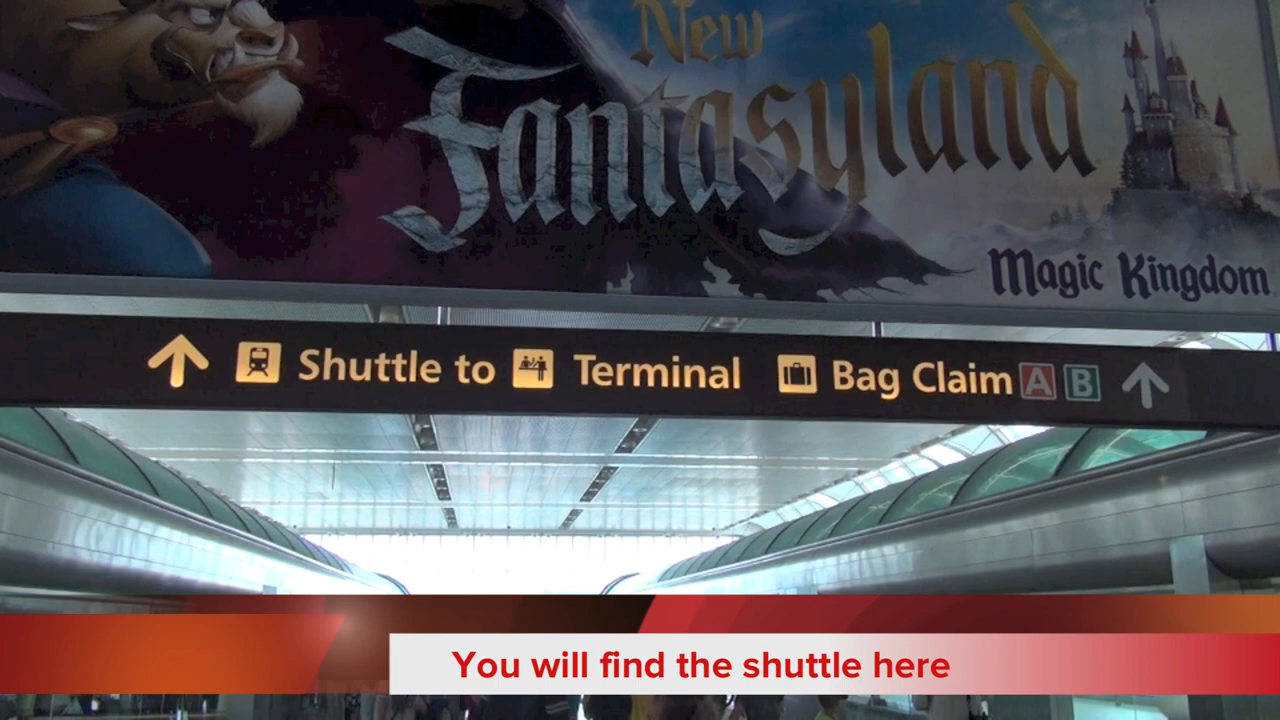 New
Fantasyland
Magic Kingdom
Shuttle to Terminal Bag Claim A B
You will find the shuttle here